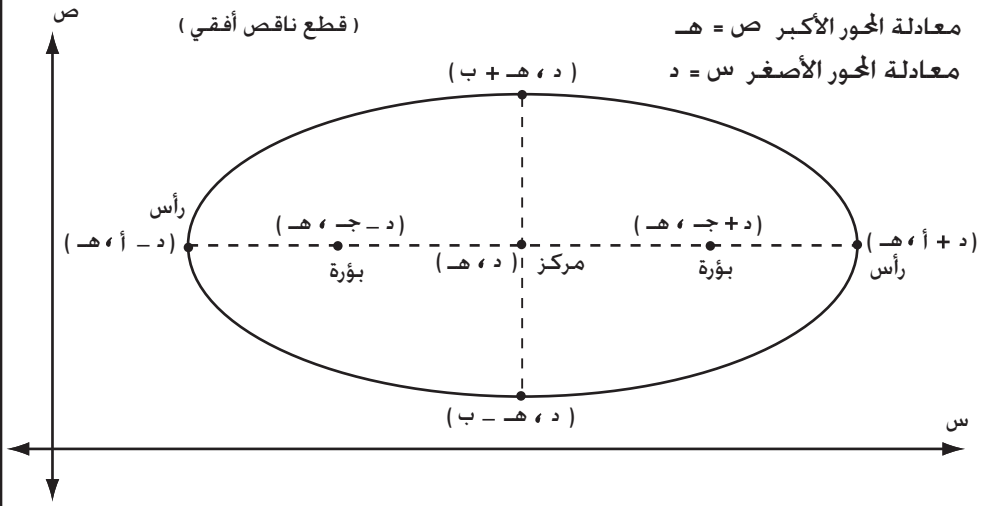 ص
( قطع ناقص أفقي )
معادلة المحور الأكبر ص = هـ
معادلة المحور الأصغر س = د
( د ، هـ + ب )
رأس
( د + جـ ، هـ )
( د – جـ ، هـ )
( د + أ ، هـ )
( د – أ ، هـ )
رأس
بؤرة
مركز ( د ، هـ )
بؤرة
( د ، هـ – ب )
س